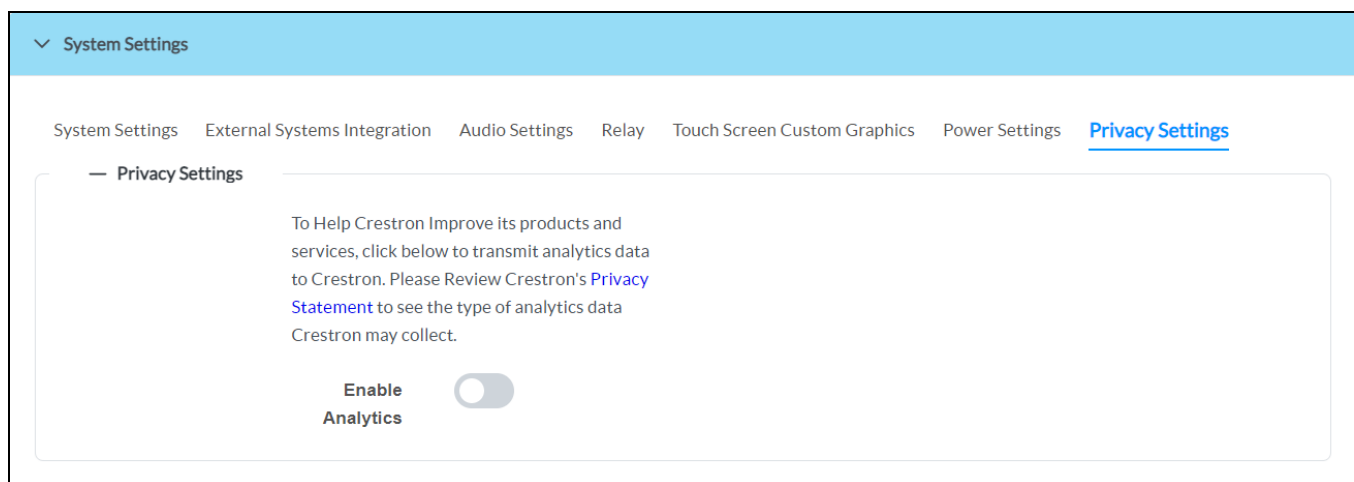 System Settings
System Settings External Systems Integration Audio Settings Relay Touch Screen Custom Graphics Power Settings Privacy Settings
Privacy Settings
To Help Crestron Improve its products and
services, click below to transmit analytics data
to Crestron. Please Review Crestron's Privacy
Statement to see the type of analytics data
Crestron may collect.
Enable
Analytics